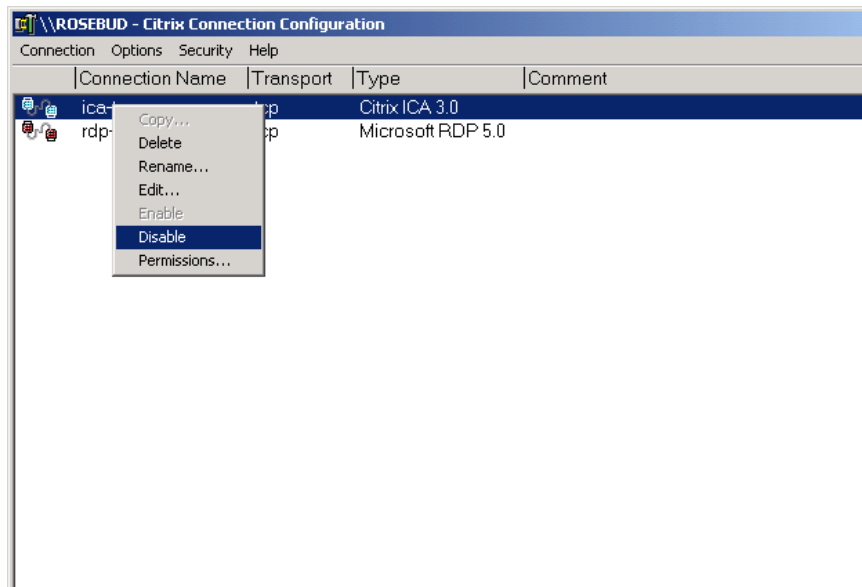 \\ROSEBUD - Citrix Connection Configuration
Connection Options Security Help
Connection Name Transport Type Comment
ica- Citrix ICA 3.0
rdp- Microsoft RDP 5.0
Copy...
Delete
Rename...
Edit...
Enable
Disable
Permissions...